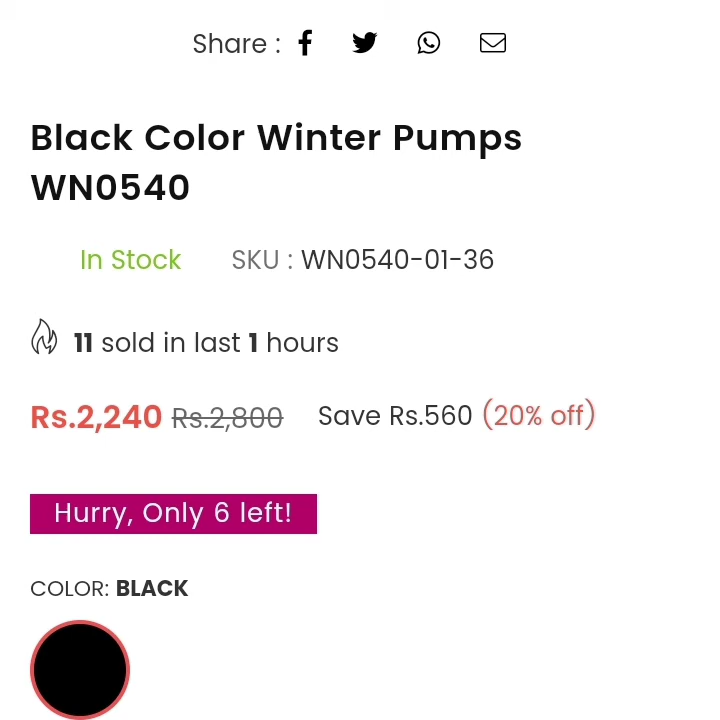 Share :
Black Color Winter Pumps
WN0540
In Stock SKU : WN0540-01-36
11 sold in last 1 hours
Rs.2,240 Rs.2,800 Save Rs.560 (20% off)
Hurry, Only 6 left!
COLOR: BLACK